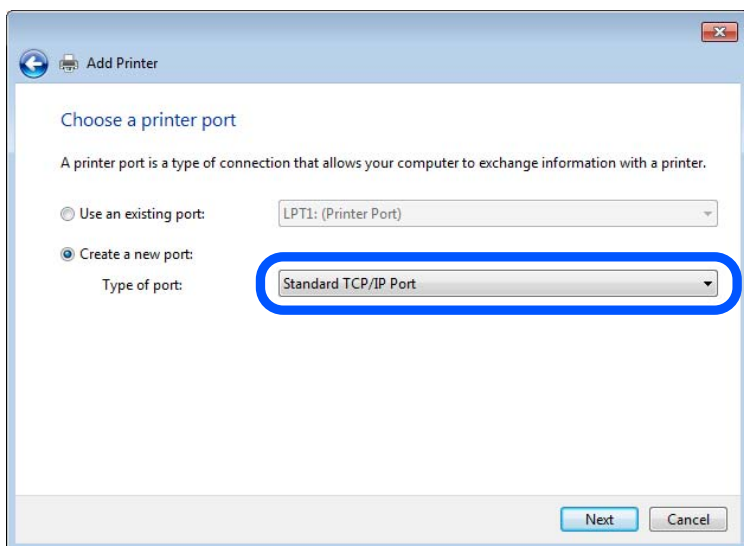 Add Printer
Choose a printer port
A printer port is a type of connection that allows your computer to exchange information with a printer.
Use an existing port: LPT1: (Printer Port)
Create a new port:
Type of port: Standard TCP/IP Port
Next Cancel